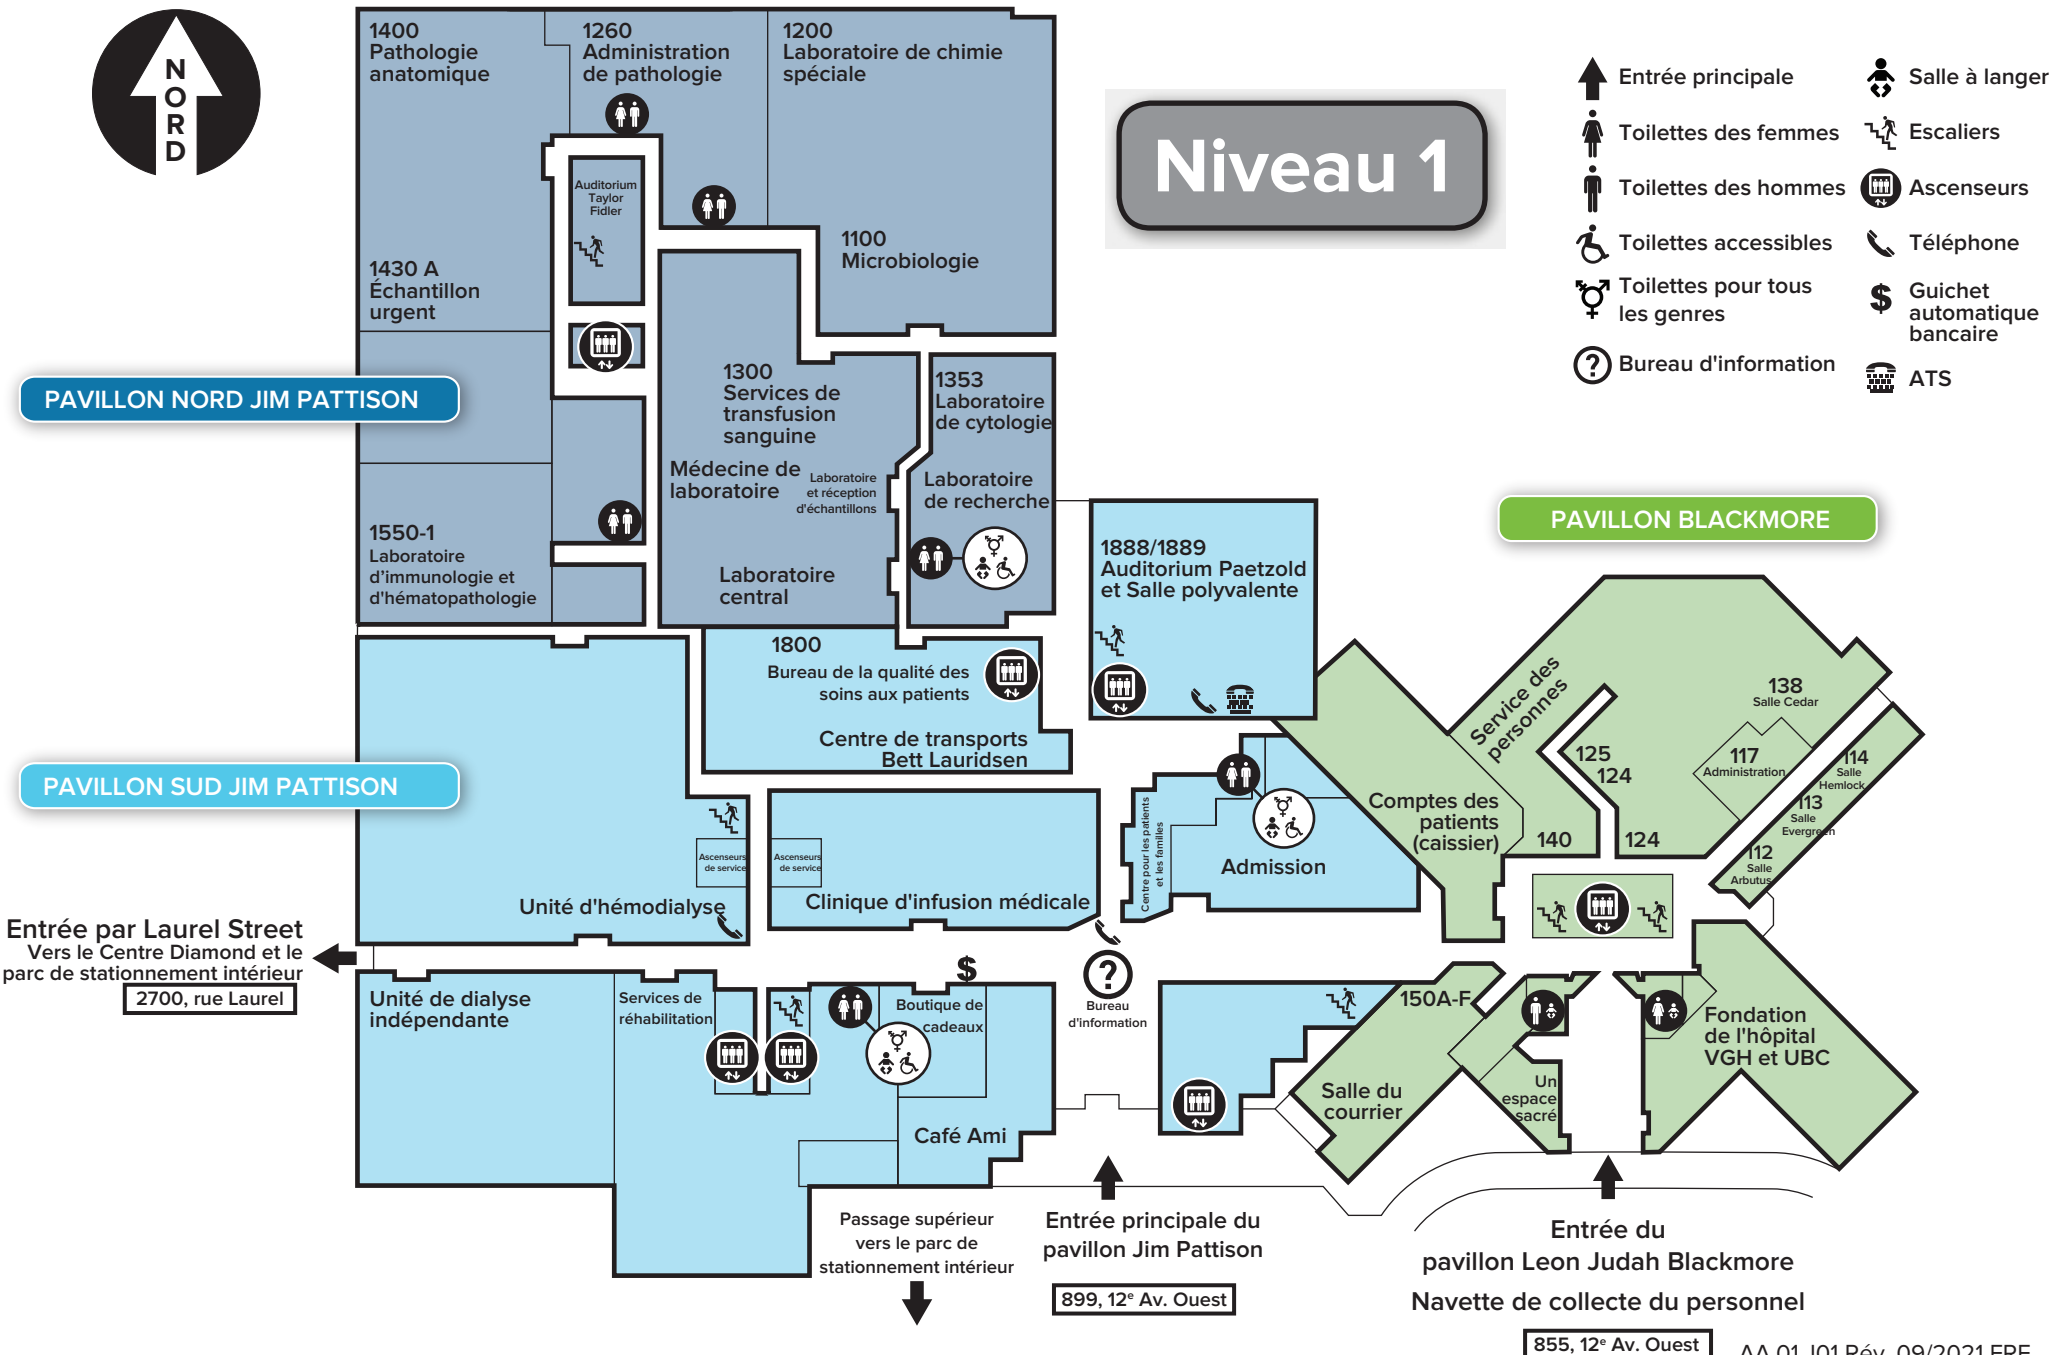 NORD
1400
Pathologie
anatomique
1260
Administration
de pathologie
1200
Laboratoire de chimie
spéciale
Auditorium
Taylor
Fidler
1430 A
Échantillon
urgent
1100
Microbiologie
Niveau 1
Entrée principale
Toilettes des femmes
Toilettes des hommes
Toilettes accessibles
Toilettes pour tous
les genres
Bureau d'information
Salle à langer
Escaliers
Ascenseurs
Téléphone
$
Guichet
automatique
bancaire
ATS
PAVILLON NORD JIM PATTISON
1300
Services de
transfusion
sanguine
1353
Laboratoire
de cytologie
Médecine de
laboratoire
Laboratoire
et réception
d'échantillons
Laboratoire
de recherche
1550-1
Laboratoire
d'immunologie et
d'hématopathologie
Laboratoire
central
1888/1889
Auditorium Paetzold
et Salle polyvalente
PAVILLON BLACKMORE
1800
Bureau de la qualité des
soins aux patients
Centre de transports
Bett Lauridsen
PAVILLON SUD JIM PATTISON
Service des
personnes
138
Salle Cedar
125
124
117
Administration
114
Salle
Hemlock
113
Salle
Evergreen
112
Salle
Arbutus
140
124
Comptes des
patients
(caissier)
Centre pour les patients
et les familles
Admission
Ascenseurs
de service
Ascenseurs
de service
Unité d'hémodialyse
Clinique d'infusion médicale
Entrée par Laurel Street
Vers le Centre Diamond et le
parc de stationnement intérieur
2700, rue Laurel
Unité de dialyse
indépendante
Services de
réhabilitation
$
Boutique de
cadeaux
?
Bureau
d'information
Café Ami
150A-F
Salle du
courrier
Un
espace
sacré
Fondation
de l'hôpital
VGH et UBC
Passage supérieur
vers le parc de
stationnement intérieur
Entrée principale du
pavillon Jim Pattison
899, 12e Av. Ouest
Entrée du
pavillon Leon Judah Blackmore
Navette de collecte du personnel
855, 12e Av. Ouest
AA.01.J01 Rév. 09/2021 FRE